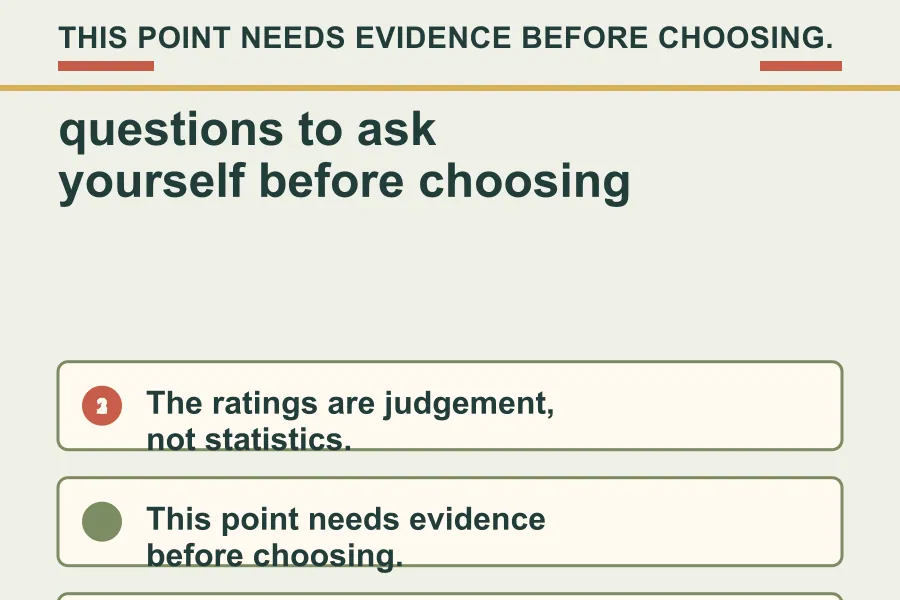 THIS POINT NEEDS EVIDENCE BEFORE CHOOSING.
questions to ask
yourself before choosing
The ratings are judgement,
not statistics.
This point needs evidence
before choosing.